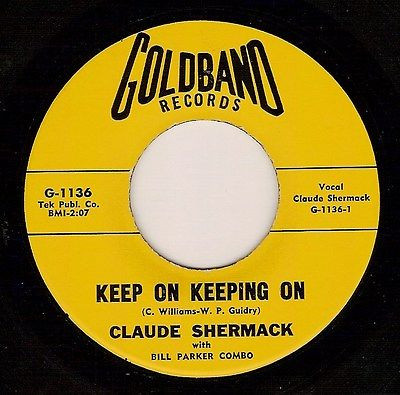 GOLDBAND
RECORDS
G-1136
Tek Publ. Co.
BMI-2:07
Vocal
Claude Shermack
G-1136-1
KEEP ON KEEPING ON
(C. Williams-W. P. Guidry)
CLAUDE SHERMACK
with
BILL PARKER COMBO